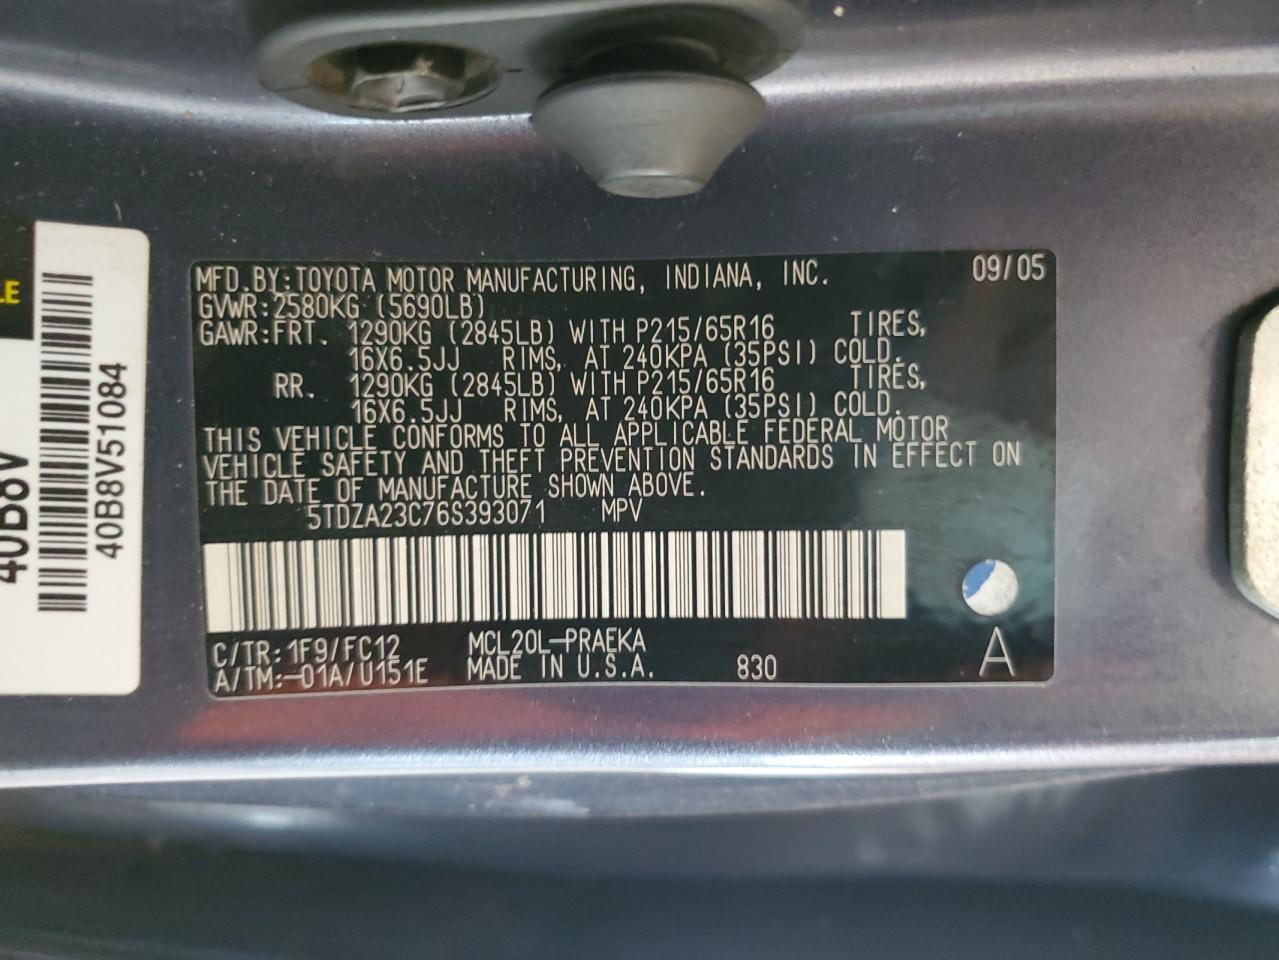 MFD.BY:TOYOTA MOTOR MANUFACTURING, INDIANA, INC. 09/05
GVWR:2580KG (5690LB)
GAWR:FRT. 1290KG (2845LB) WITH P215/65R16 TIRES,
16X6.5JJ RIMS, AT 240KPA (35PSI) COLD.
RR. 1290KG (2845LB) WITH P215/65R16 TIRES,
16X6.5JJ RIMS, AT 240KPA (35PSI) COLD.
THIS VEHICLE CONFORMS TO ALL APPLICABLE FEDERAL MOTOR
VEHICLE SAFETY AND THEFT PREVENTION STANDARDS IN EFFECT ON
THE DATE OF MANUFACTURE SHOWN ABOVE.
5TDZA23C76S393071 MPV
C/TR:1F9/FC12 MCL20L-PRAEKA
A/TM:-01A/U151E MADE IN U.S.A. 830 A
40B8V
40B8V51084
LE